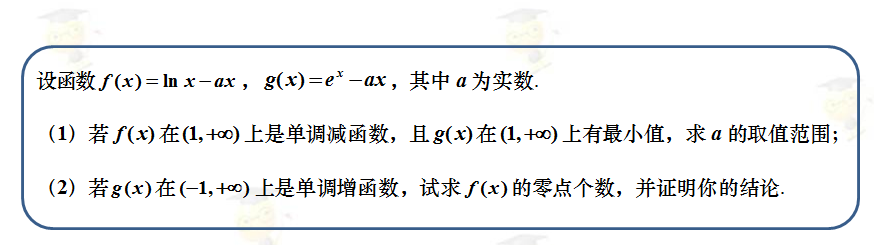 设函数 f(x)=ln x−ax，g(x)=eˣ−ax，其中 a 为实数.
（1）若 f(x) 在(1,+∞) 上是单调减函数，且 g(x) 在(1,+∞) 上有最小值，求 a 的取值范围；
（2）若 g(x) 在(−1,+∞) 上是单调增函数，试求 f(x) 的零点个数，并证明你的结论.